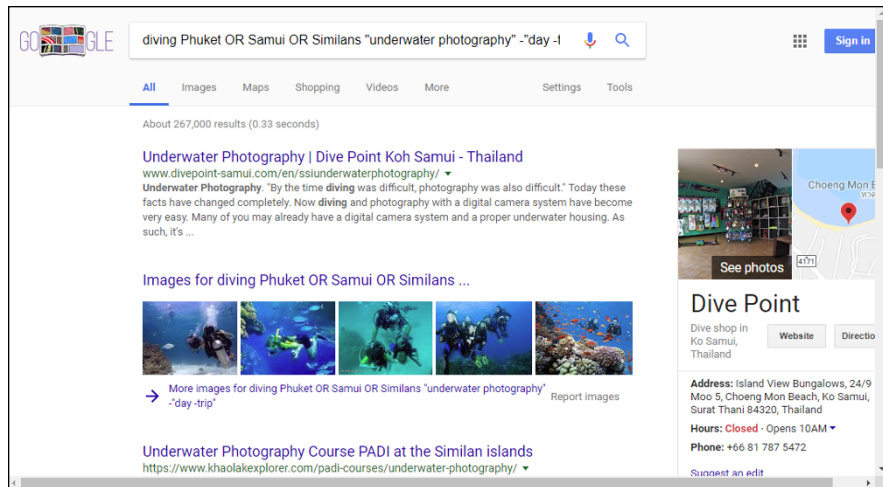 GO GLE
diving Phuket OR Samui OR Similans "underwater photography" -"day -t
Sign in
All Images Maps Shopping Videos More Settings Tools
About 267,000 results (0.33 seconds)
Underwater Photography | Dive Point Koh Samui - Thailand
www.divepoint-samui.com/en/ssiunderwaterphotography/
Underwater Photography. "By the time diving was difficult, photography was also difficult." Today these
facts have changed completely. Now diving and photography with a digital camera system have become
very easy. Many of you may already have a digital camera system and a proper underwater housing. As
such, it's ...
Images for diving Phuket OR Samui OR Similans ...
More images for diving Phuket OR Samui OR Similans "underwater photography"
-"day -trip"
Report images
Underwater Photography Course PADI at the Similan islands
https://www.khaolakexplorer.com/padi-courses/underwater-photography/
Choeng Mon B
4171
See photos
Dive Point
Dive shop in
Ko Samui,
Thailand
Website
Directio
Address: Island View Bungalows, 24/9
Moo 5, Choeng Mon Beach, Ko Samui,
Surat Thani 84320, Thailand
Hours: Closed · Opens 10AM
Phone: +66 81 787 5472
Suggest an edit